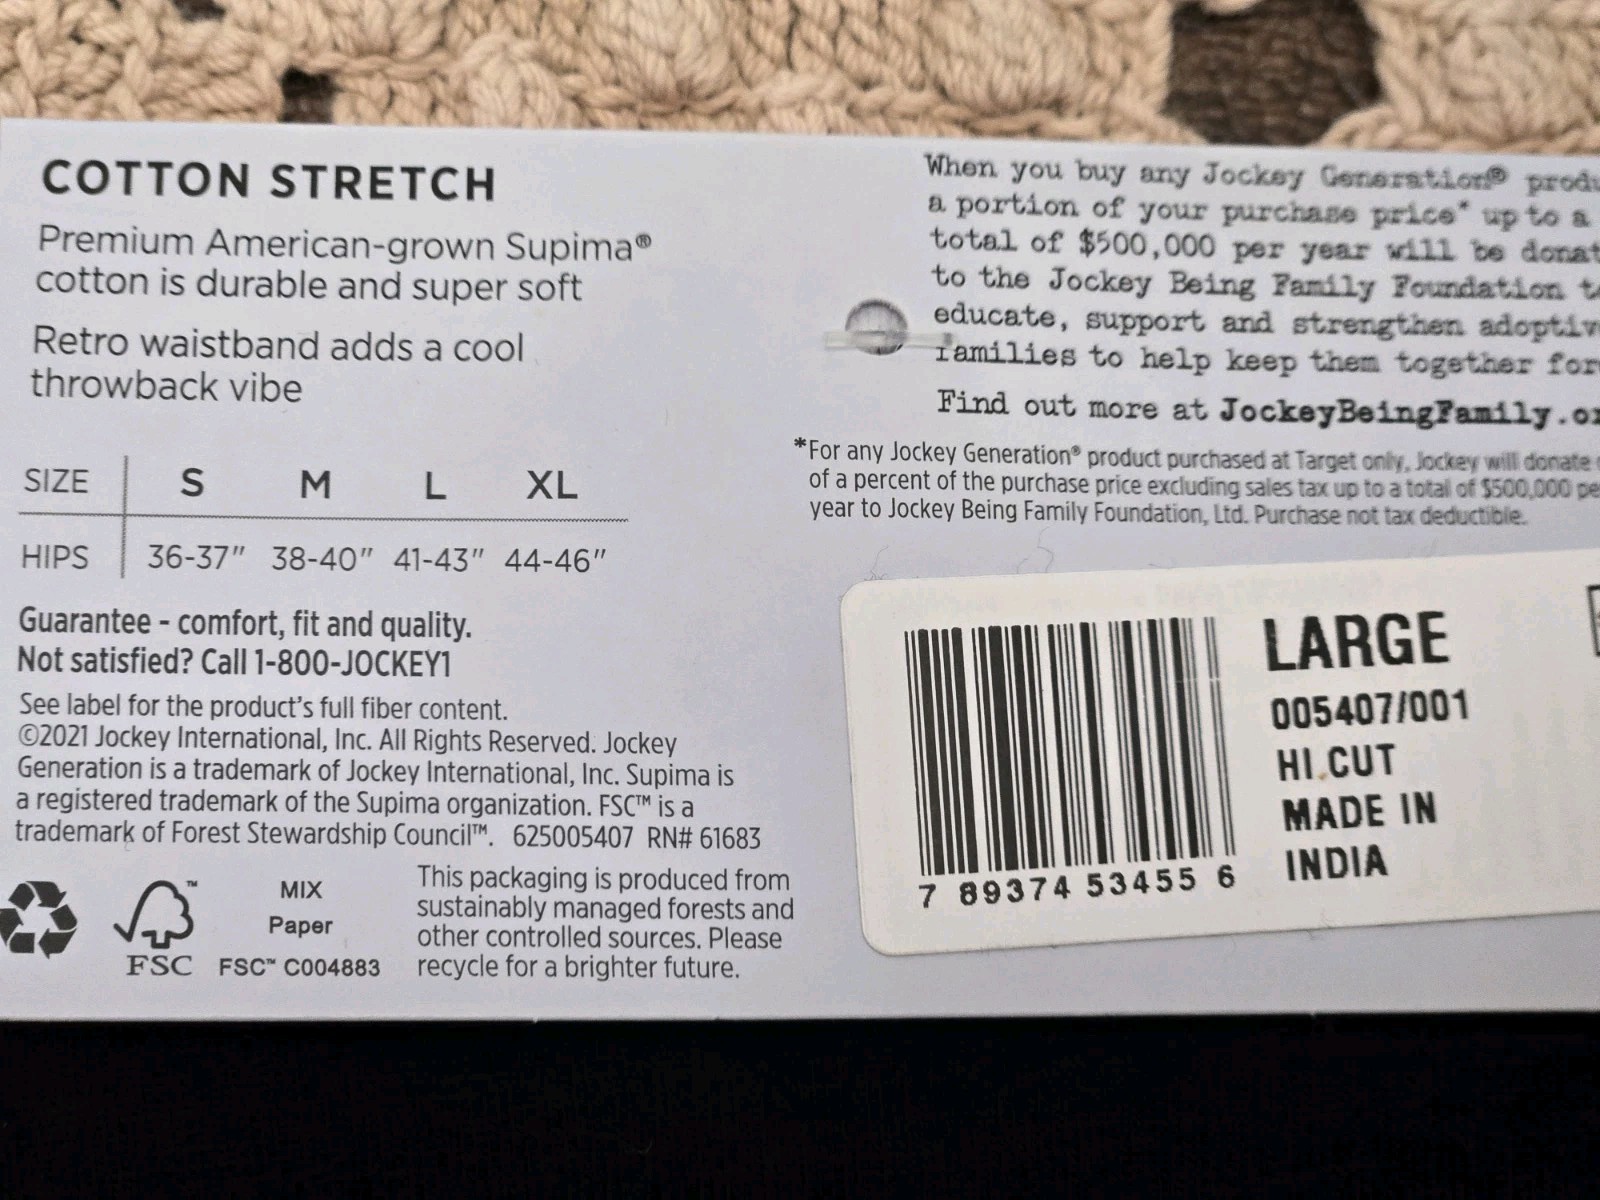 COTTON STRETCH
Premium American-grown Supima®
cotton is durable and super soft
Retro waistband adds a cool
throwback vibe
SIZE S M L XL
HIPS 36-37" 38-40" 41-43" 44-46"
Guarantee - comfort, fit and quality.
Not satisfied? Call 1-800-JOCKEY1
See label for the product's full fiber content.
©2021 Jockey International, Inc. All Rights Reserved. Jockey
Generation is a trademark of Jockey International, Inc. Supima is
a registered trademark of the Supima organization. FSC™ is a
trademark of Forest Stewardship Council™. 625005407 RN# 61683
FSC
™
MIX
Paper
FSC™ C004883
This packaging is produced from
sustainably managed forests and
other controlled sources. Please
recycle for a brighter future.
When you buy any Jockey Generation®
a portion of your purchase price* up to a
total of $500,000 per year will be
to the Jockey Being Family Foundation
educate, support and strengthen
families to help keep them together
Find out more at JockeyBeingFamily.
*For any Jockey Generation® product purchased at Target only, Jockey will donate
of a percent of the purchase price excluding sales tax up to a total of $500,000
year to Jockey Being Family Foundation, Ltd. Purchase not tax deductible.
LARGE
005407/001
HI CUT
MADE IN
INDIA
7 89374 53455 6